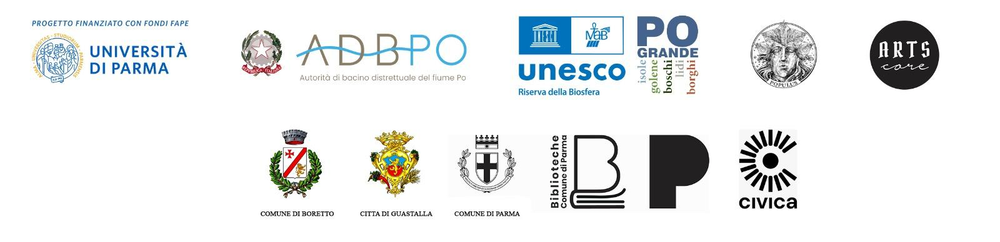 PROGETTO FINANZIATO CON FONDI FAPE
ALMA · UNIVERSITAS · STUDIORUM · PARMENSIS
A.D. 962
UNIVERSITÀ
DI PARMA
REPVBBLICA ITALIANA
ADBPO
Autorità di bacino distrettuale del fiume Po
UNESCO
MaB
unesco
Riserva della Biosfera
PO
GRANDE
isole
golene
boschi
lidi
borghi
POPULUS
ARTS
core
COMUNE DI BORETTO
CITTA DI GUASTALLA
COMUNE DI PARMA
Biblioteche
Comune di Parma
B
P
CIVICA